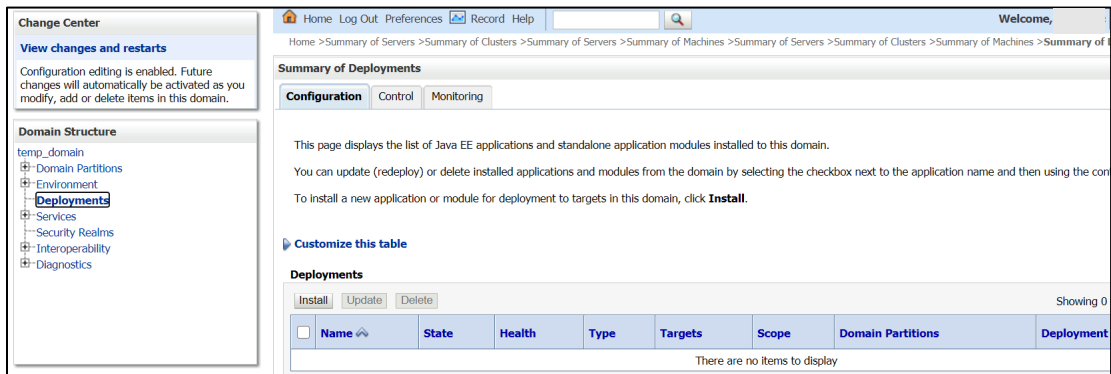 Change Center
View changes and restarts
Configuration editing is enabled. Future
changes will automatically be activated as you
modify, add or delete items in this domain.
Domain Structure
temp_domain
Domain Partitions
Environment
Deployments
Services
Security Realms
Interoperability
Diagnostics
Home Log Out Preferences Record Help
Welcome,
Home >Summary of Servers >Summary of Clusters >Summary of Servers >Summary of Machines >Summary of Servers >Summary of Clusters >Summary of Machines >Summary of
Summary of Deployments
Configuration Control Monitoring
This page displays the list of Java EE applications and standalone application modules installed to this domain.
You can update (redeploy) or delete installed applications and modules from the domain by selecting the checkbox next to the application name and then using the con
To install a new application or module for deployment to targets in this domain, click Install.
Customize this table
Deployments
Install Update Delete
Showing 0
Name State Health Type Targets Scope Domain Partitions Deployment
There are no items to display